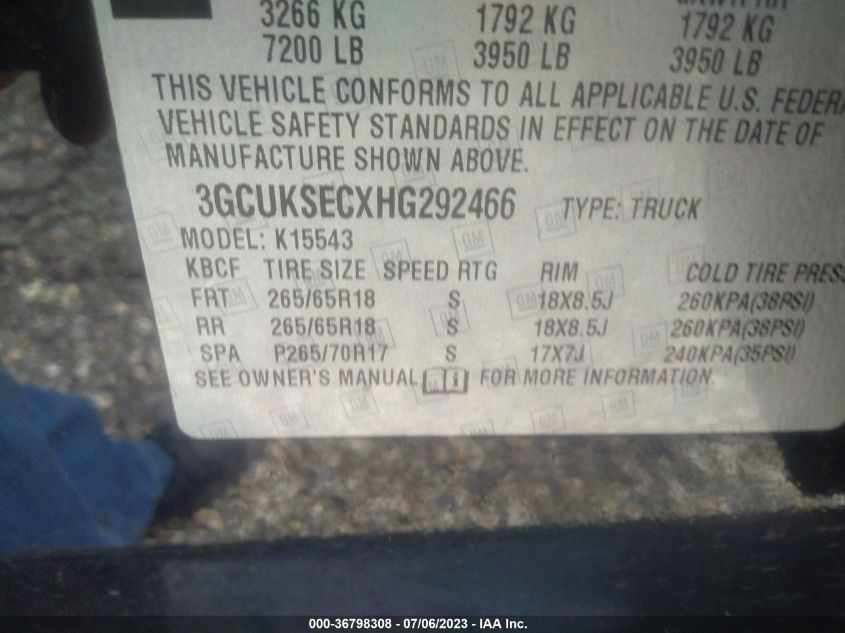 3266 KG 1792 KG 1792 KG
7200 LB 3950 LB 3950 LB
THIS VEHICLE CONFORMS TO ALL APPLICABLE U.S. FEDERA
VEHICLE SAFETY STANDARDS IN EFFECT ON THE DATE OF
MANUFACTURE SHOWN ABOVE.
3GCUKSECXHG292466 TYPE: TRUCK
MODEL: K15543
KBCF TIRE SIZE SPEED RTG RIM COLD TIRE PRESS
FRT 265/65R18 S 18X8.5J 260KPA(38PSI)
RR 265/65R18 S 18X8.5J 260KPA(38PSI)
SPA P265/70R17 S 17X7J 240KPA(35PSI)
SEE OWNER'S MANUAL FOR MORE INFORMATION.
000-36798308 - 07/06/2023 - IAA Inc.